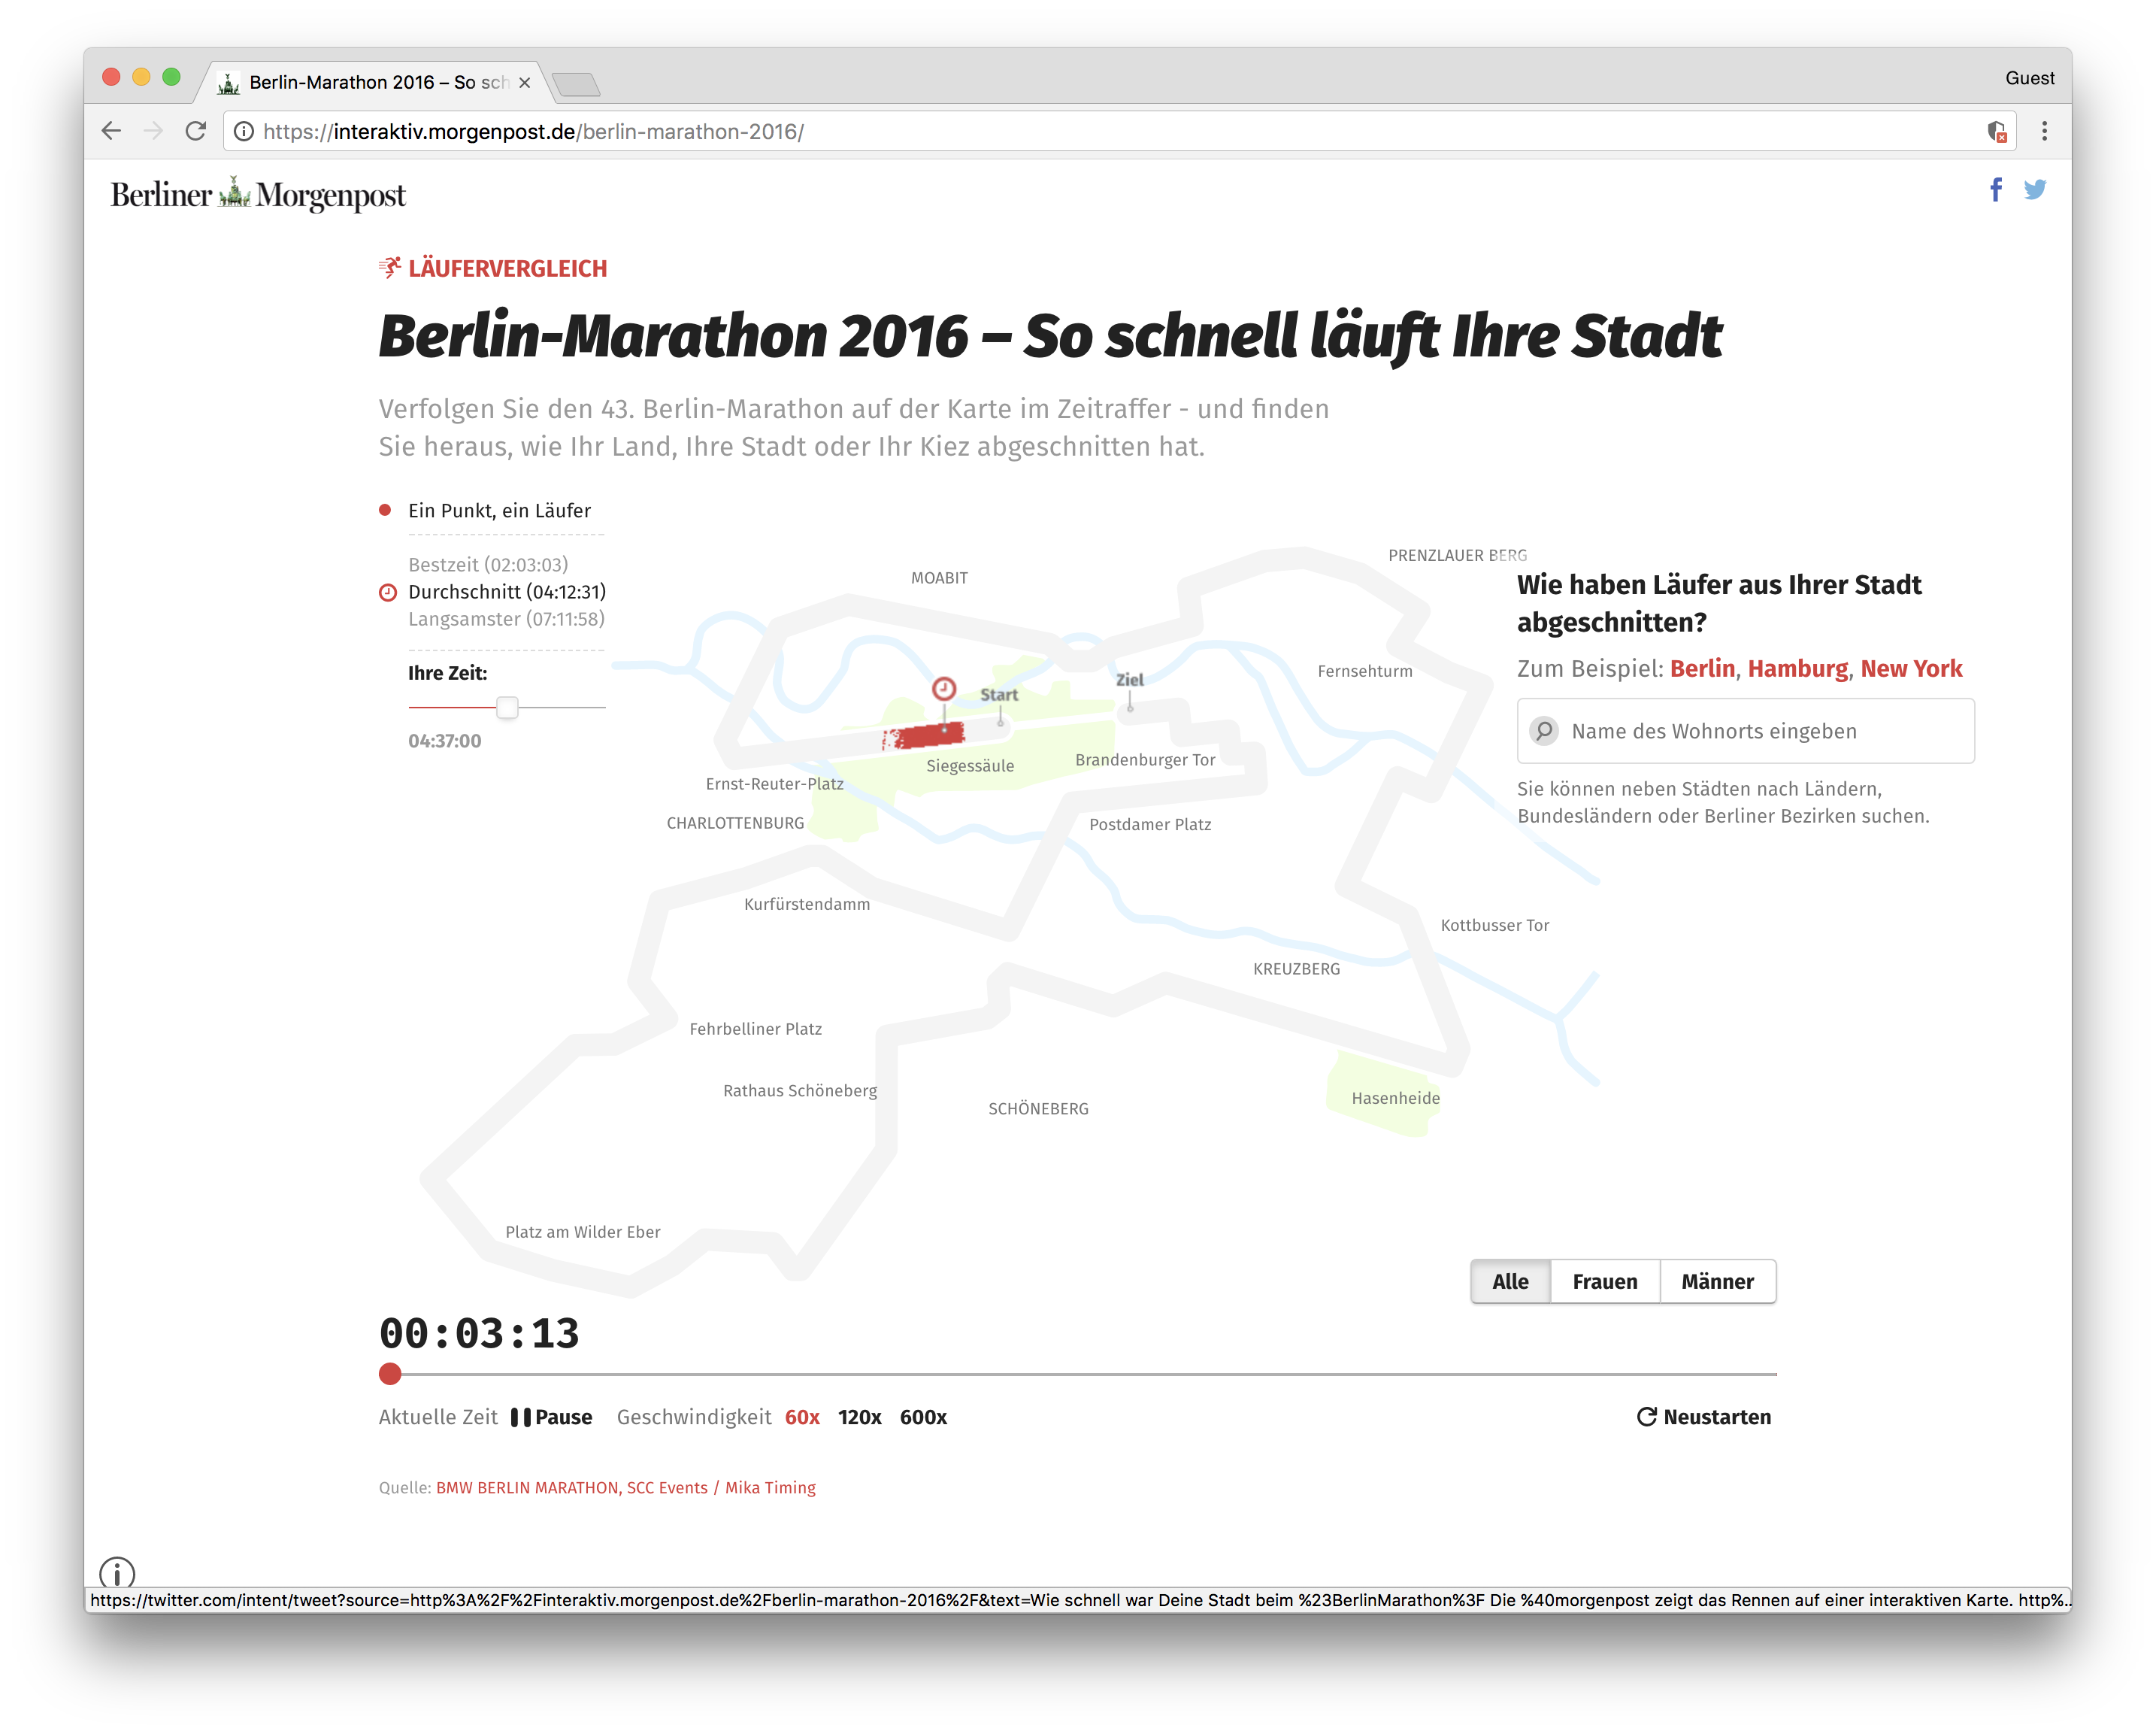 Berlin-Marathon 2016 – So sch
Guest
https://interaktiv.morgenpost.de/berlin-marathon-2016/
Berliner Morgenpost
LÄUFERVERGLEICH
Berlin-Marathon 2016 – So schnell läuft Ihre Stadt
Verfolgen Sie den 43. Berlin-Marathon auf der Karte im Zeitraffer - und finden
Sie heraus, wie Ihr Land, Ihre Stadt oder Ihr Kiez abgeschnitten hat.
Ein Punkt, ein Läufer
Bestzeit (02:03:03)
Durchschnitt (04:12:31)
Langsamster (07:11:58)
Ihre Zeit:
04:37:00
MOABIT
PRENZLAUER BERG
Fernsehturm
Start
Ziel
Siegessäule
Brandenburger Tor
Ernst-Reuter-Platz
CHARLOTTENBURG
Postdamer Platz
Kurfürstendamm
Kottbusser Tor
KREUZBERG
Fehrbelliner Platz
Rathaus Schöneberg
SCHÖNEBERG
Hasenheide
Platz am Wilder Eber
Wie haben Läufer aus Ihrer Stadt
abgeschnitten?
Zum Beispiel: Berlin, Hamburg, New York
Name des Wohnorts eingeben
Sie können neben Städten nach Ländern,
Bundesländern oder Berliner Bezirken suchen.
Alle Frauen Männer
00:03:13
Aktuelle Zeit Pause Geschwindigkeit 60x 120x 600x
Neustarten
Quelle: BMW BERLIN MARATHON, SCC Events / Mika Timing
https://twitter.com/intent/tweet?source=http%3A%2F%2Finteraktiv.morgenpost.de%2Fberlin-marathon-2016%2F&text=Wie schnell war Deine Stadt beim %23BerlinMarathon%3F Die %40morgenpost zeigt das Rennen auf einer interaktiven Karte. http%...